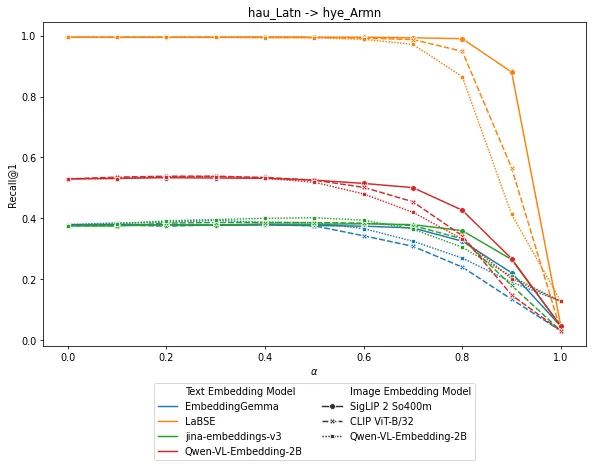 hau_Latn -> hye_Armn
Recall@1
1.0
0.8
0.6
0.4
0.2
0.0
0.0 0.2 0.4 0.6 0.8 1.0
α
Text Embedding Model
EmbeddingGemma
LaBSE
jina-embeddings-v3
Qwen-VL-Embedding-2B
Image Embedding Model
SigLIP 2 So400m
CLIP ViT-B/32
Qwen-VL-Embedding-2B